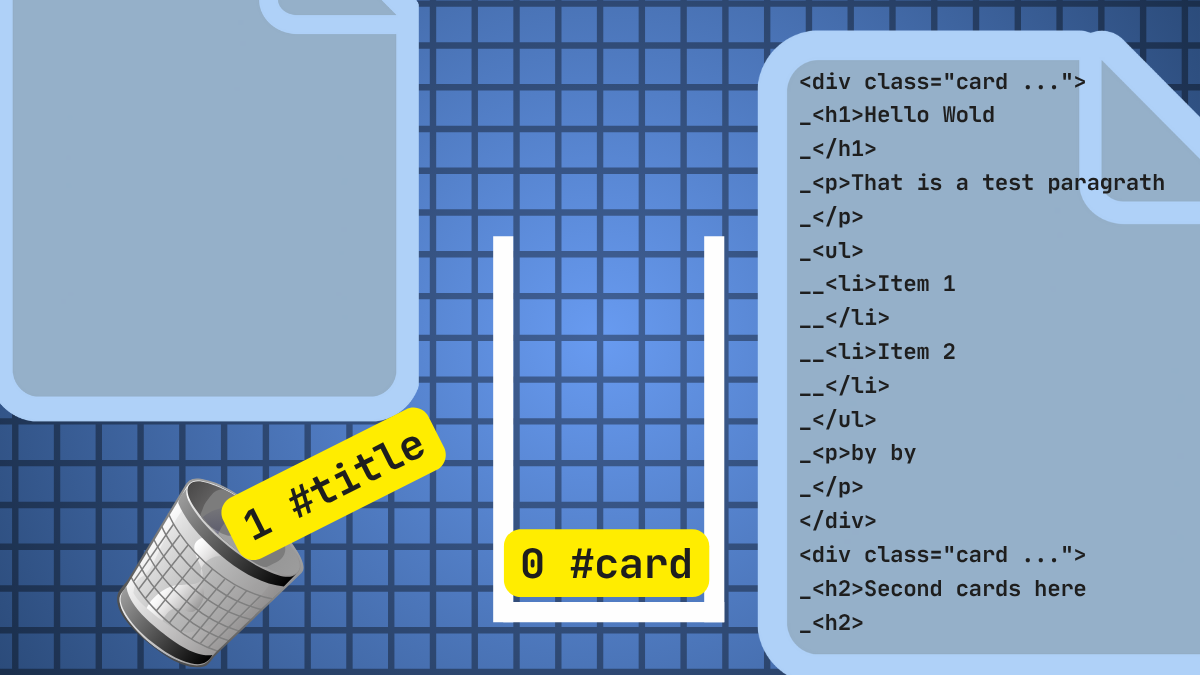 1 #title
0 #card
<div class="card ...">
_<h1>Hello Wold
_</h1>
_<p>That is a test paragrath
_</p>
_<ul>
__<li>Item 1
__</li>
__<li>Item 2
__</li>
_</ul>
_<p>by by
_</p>
</div>
<div class="card ...">
_<h2>Second cards here
_<h2>